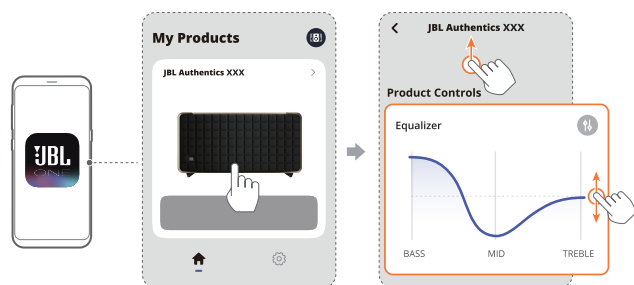 JBL
ONE
My Products
JBL Authentics XXX
JBL Authentics XXX
Product Controls
Equalizer
BASS
MID
TREBLE